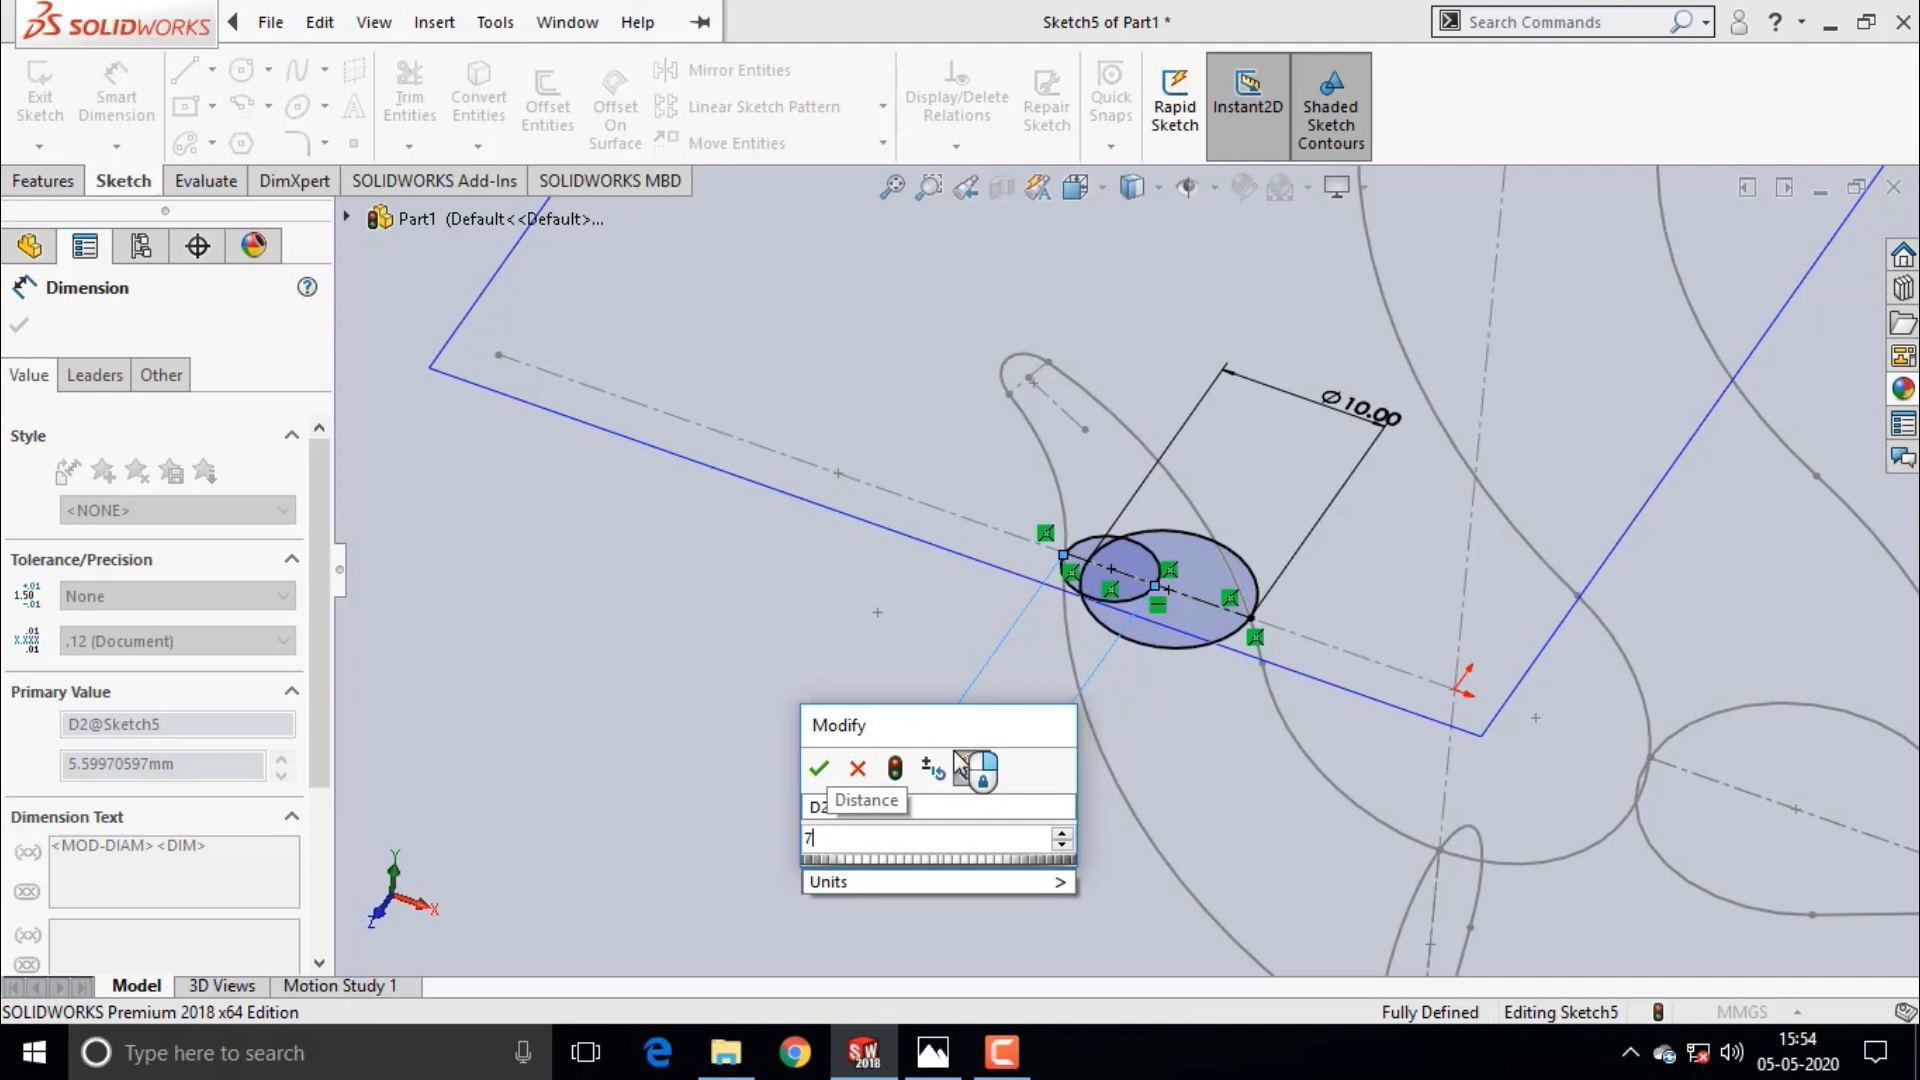 SOLIDWORKS
File Edit View Insert Tools Window Help
Sketch5 of Part1 *
Search Commands
?
Exit Sketch
Smart Dimension
Trim Entities
Convert Entities
Offset Entities
Offset On Surface
Mirror Entities
Linear Sketch Pattern
Move Entities
Display/Delete Relations
Repair Sketch
Quick Snaps
Rapid Sketch
Instant2D
Shaded Sketch Contours
Features Sketch Evaluate DimXpert SOLIDWORKS Add-Ins SOLIDWORKS MBD
Part1 (Default<<Default>...
Dimension
Value Leaders Other
Style
<NONE>
Tolerance/Precision
None
.12 (Document)
Primary Value
D2@Sketch5
5.59970597mm
Dimension Text
<MOD-DIAM><DIM>
∅10.00
Modify
Distance
D2
7
Units >
Y
X
Z
Model 3D Views Motion Study 1
SOLIDWORKS Premium 2018 x64 Edition
Fully Defined Editing Sketch5 MMGS
Type here to search
SW 2018
15:54
05-05-2020